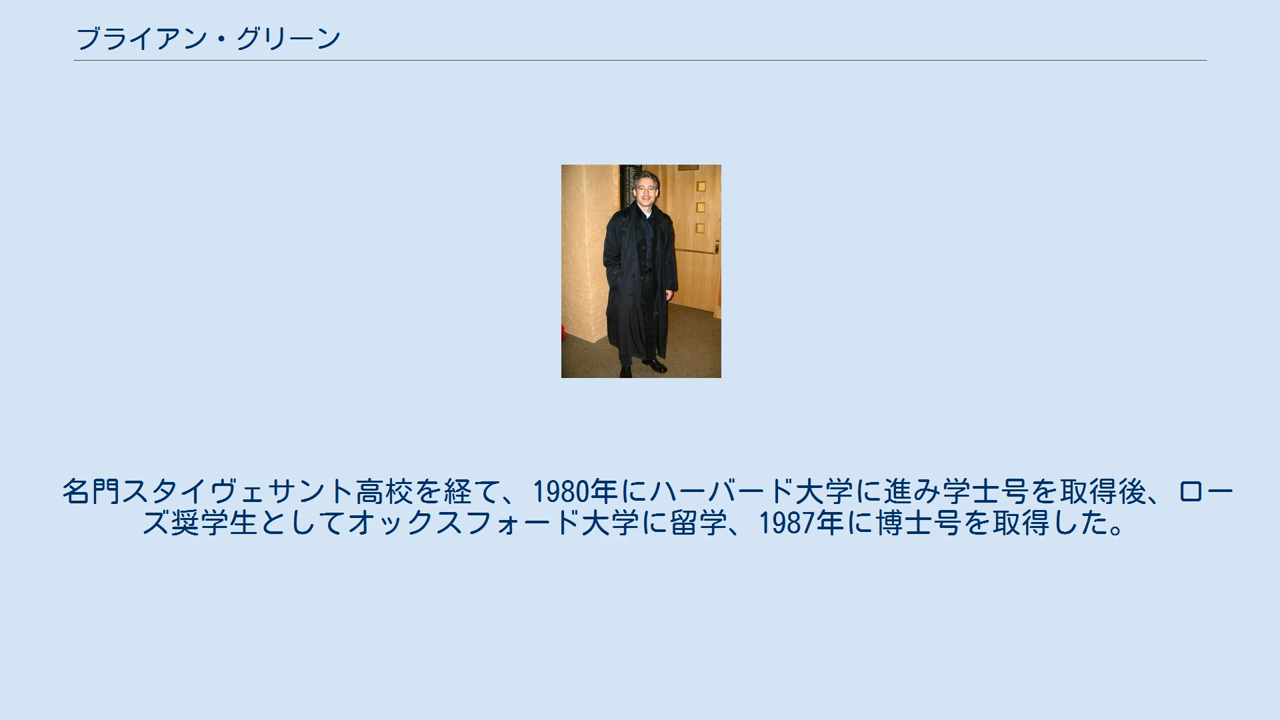 ブライアン・グリーン
名門スタイヴェサント高校を経て、1980年にハーバード大学に進み学士号を取得後、ロー
ズ奨学生としてオックスフォード大学に留学、1987年に博士号を取得した。